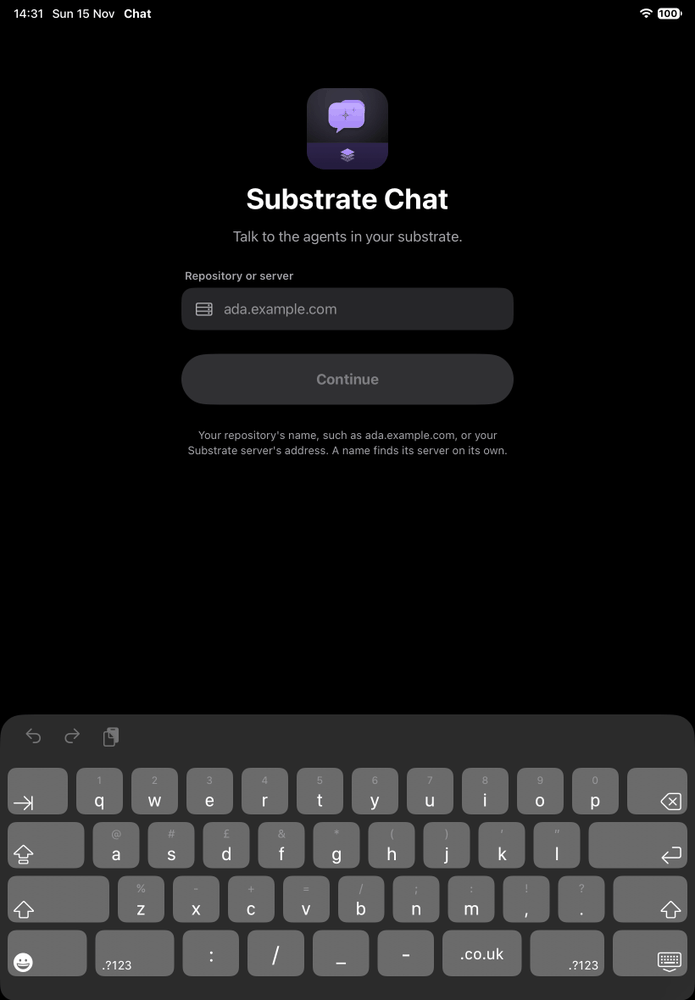 14:31 Sun 15 Nov Chat
100
Substrate Chat
Talk to the agents in your substrate.
Repository or server
ada.example.com
Continue
Your repository's name, such as ada.example.com, or your
Substrate server's address. A name finds its server on its own.
1 2 3 4 5 6 7 8 9 0
q w e r t y u i o p
@ # £ & * ( ) ' "
a s d f g h j k l
% - + = / ; : ! ?
z x c v b n m , .
.?123 : / _ - .co.uk .?123